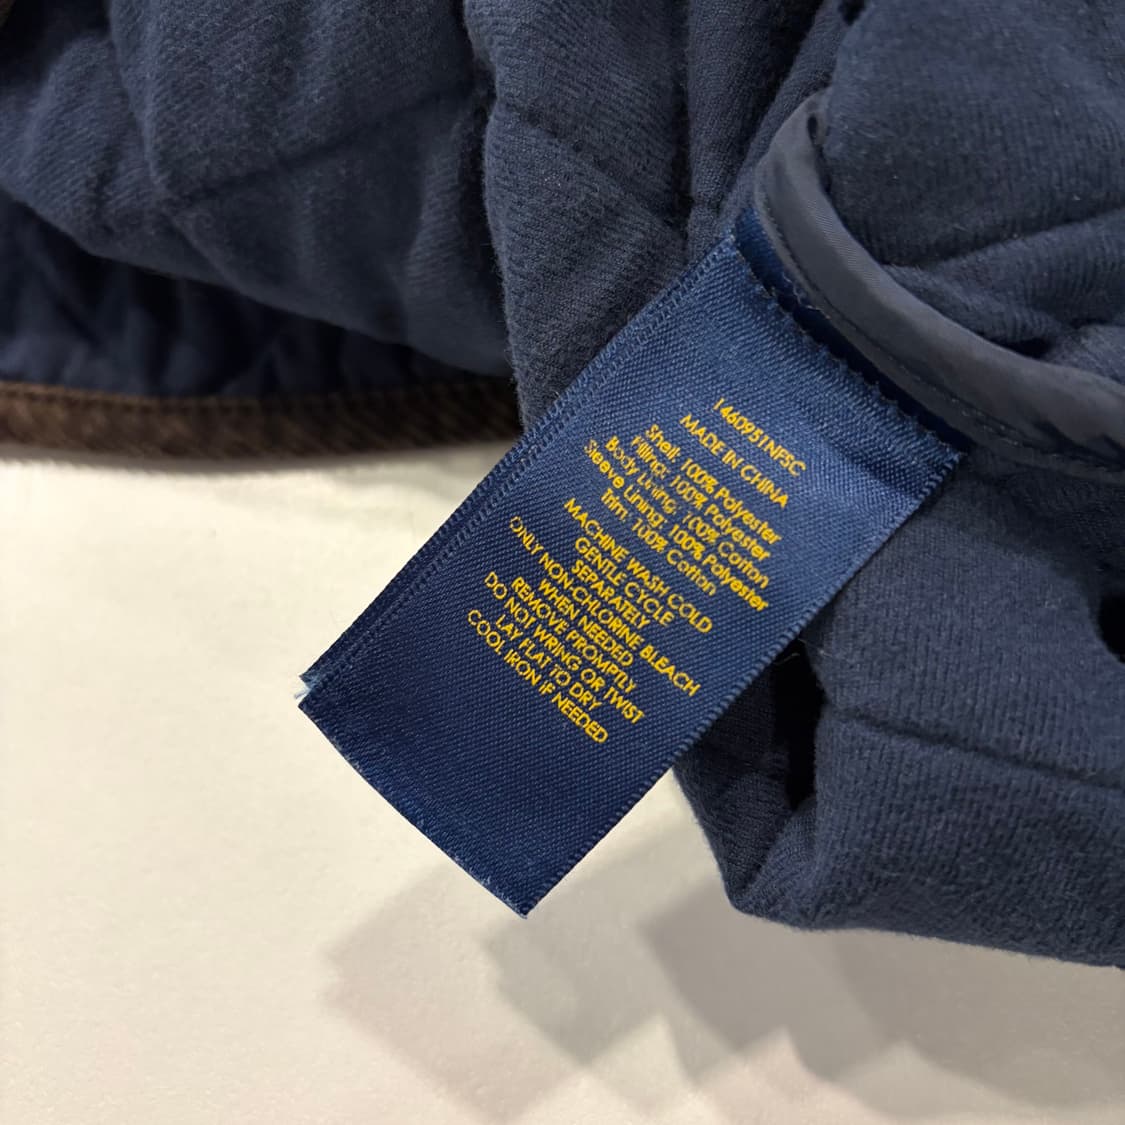 1460951NFSC
MADE IN CHINA
Shell: 100% Polyester
Filling: 100% Polyester
Body Lining: 100% Cotton
Sleeve Lining: 100% Polyester
Trim: 100% Cotton
MACHINE WASH COLD
GENTLE CYCLE
SEPARATELY
ONLY NON-CHLORINE BLEACH
WHEN NEEDED
REMOVE PROMPTLY
DO NOT WRING OR TWIST
LAY FLAT TO DRY
COOL IRON IF NEEDED